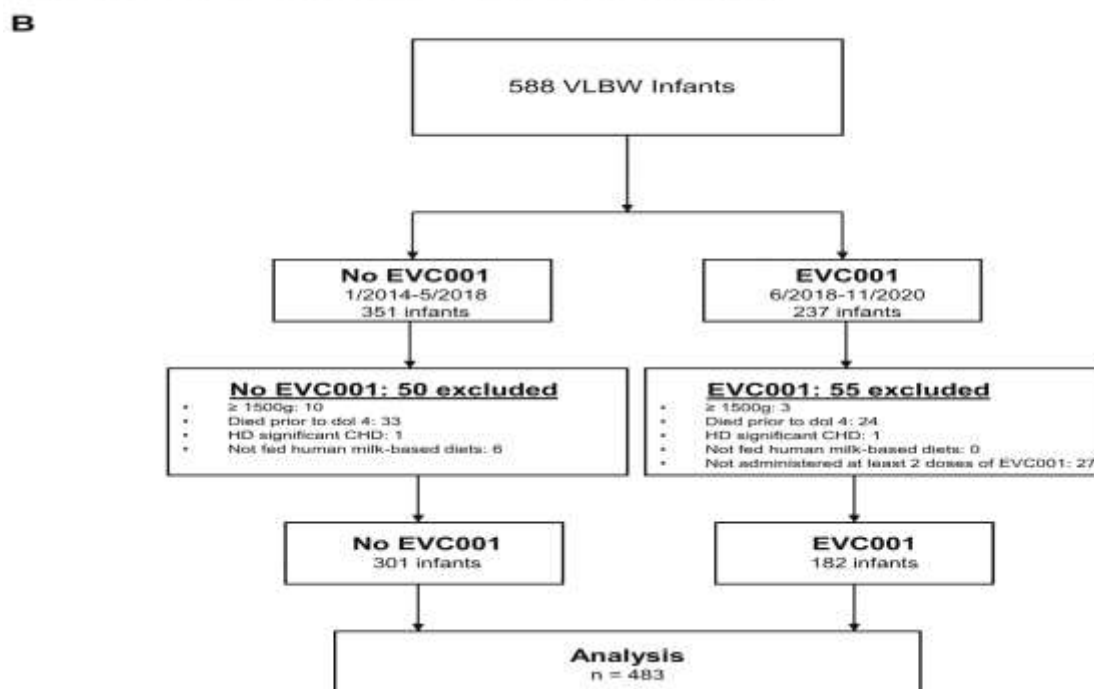 B
588 VLBW Infants
No EVC001
1/2014-5/2018
351 infants
EVC001
6/2018-11/2020
237 infants
No EVC001: 50 excluded
• ≥ 1500g: 10
• Died prior to dol 4: 33
• HD significant CHD: 1
• Not fed human milk-based diets: 6
EVC001: 55 excluded
• ≥ 1500g: 3
• Died prior to dol 4: 24
• HD significant CHD: 1
• Not fed human milk-based diets: 0
• Not administered at least 2 doses of EVC001: 27
No EVC001
301 infants
EVC001
182 infants
Analysis
n = 483